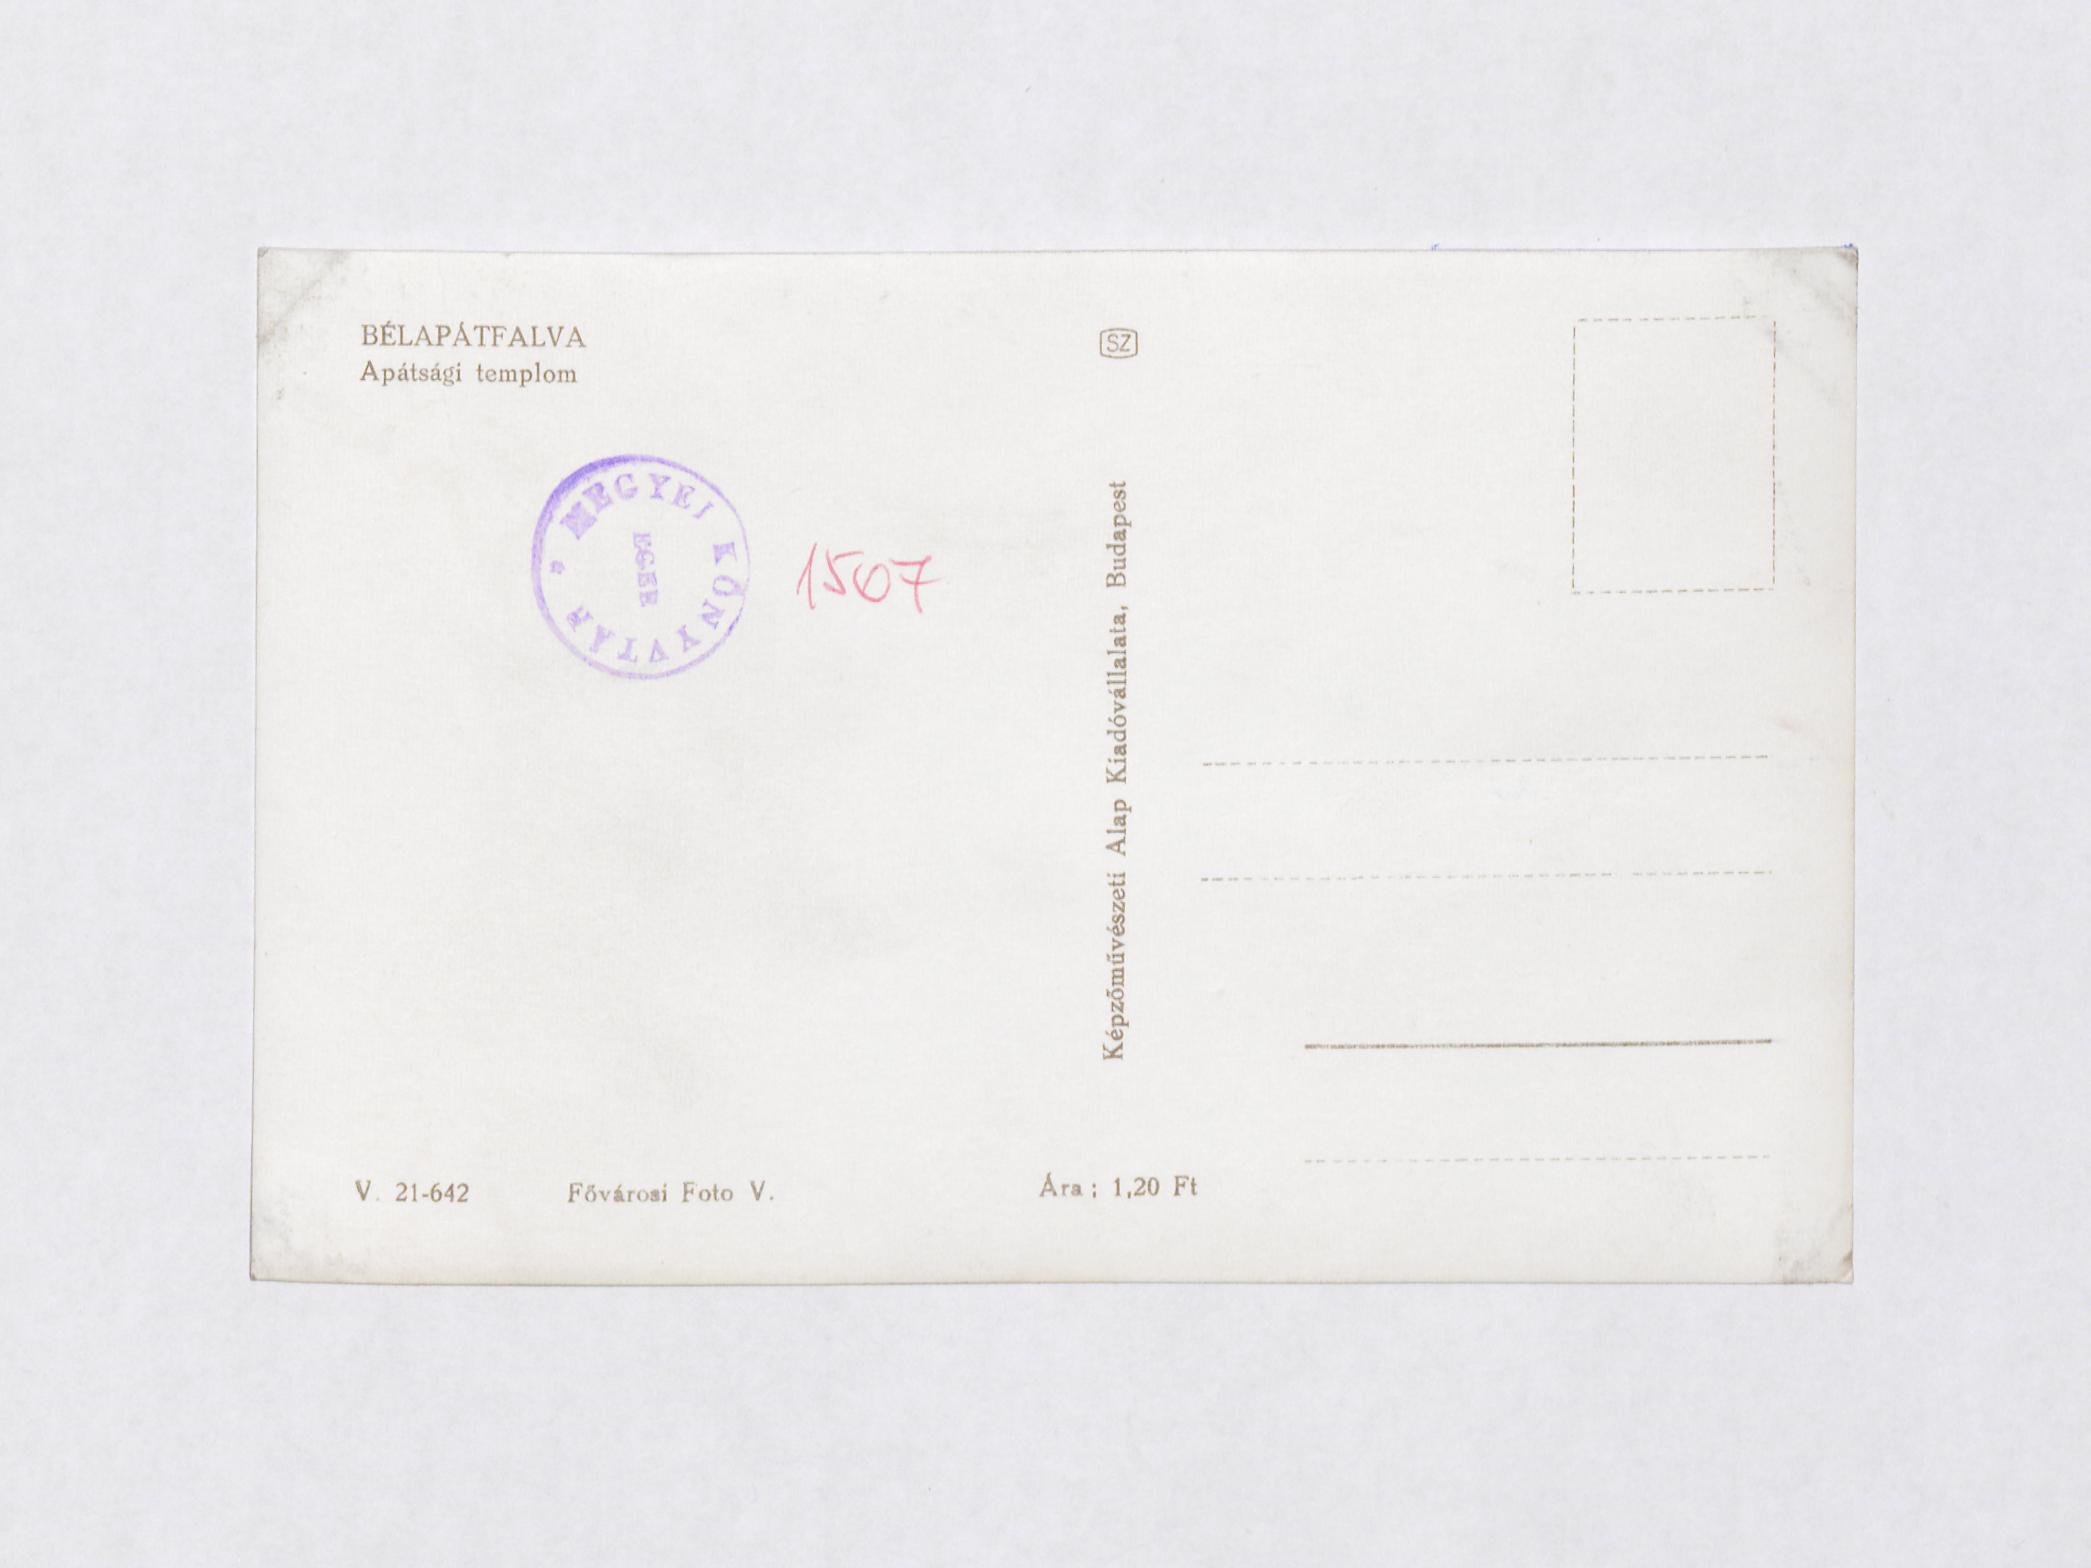 BÉLAPÁTFALVA
Apátsági templom
SZ
MEGYEI KÖNYVTÁR *
EGER
1507
Képzőművészeti Alap Kiadóvállalata, Budapest
V. 21-642 Fővárosi Foto V. Ára: 1,20 Ft